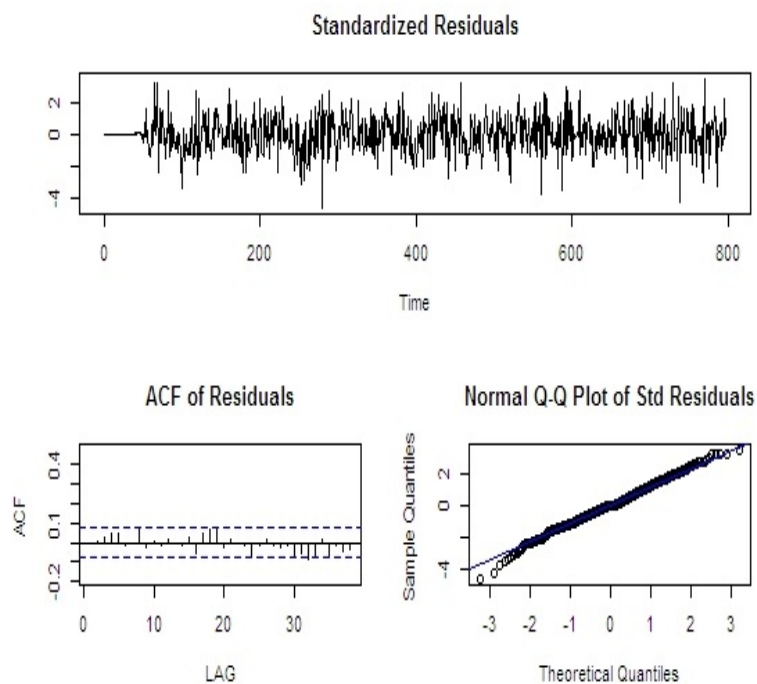 Standardized Residuals
2
0
-4
0 200 400 600 800
Time
ACF of Residuals
ACF
0.4
0.1
-0.2
0 10 20 30
LAG
Normal Q-Q Plot of Std Residuals
Sample Quantiles
2
0
-4
-3 -2 -1 0 1 2 3
Theoretical Quantiles